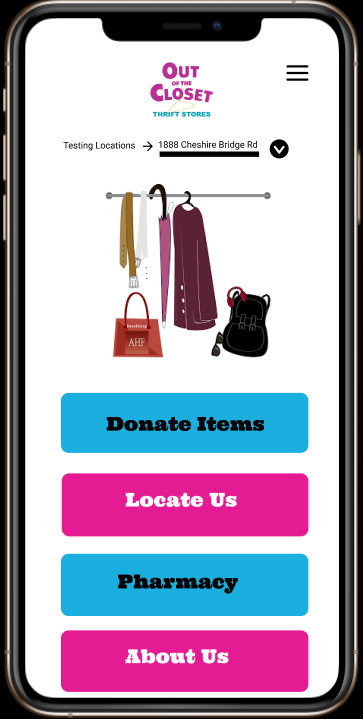 OUT
OF THE
CLOSET
THRIFT STORES
Testing Locations → 1888 Cheshire Bridge Rd
Benefiting
AHF
Donate Items
Locate Us
Pharmacy
About Us